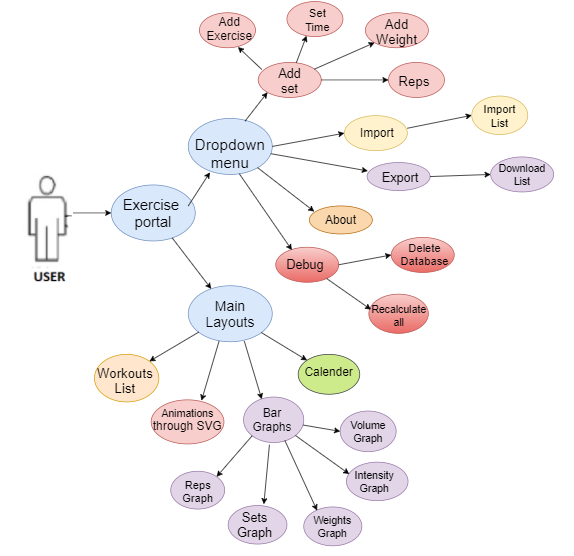 Add
Exercise
Set
Time
Add
Weight
Add
set
Reps
Import
List
Import
Dropdown
menu
Export
Download
List
Exercise
portal
About
USER
Debug
Delete
Database
Recalculate
all
Main
Layouts
Workouts
List
Calender
Animations
through SVG
Bar
Graphs
Volume
Graph
Intensity
Graph
Reps
Graph
Sets
Graph
Weights
Graph